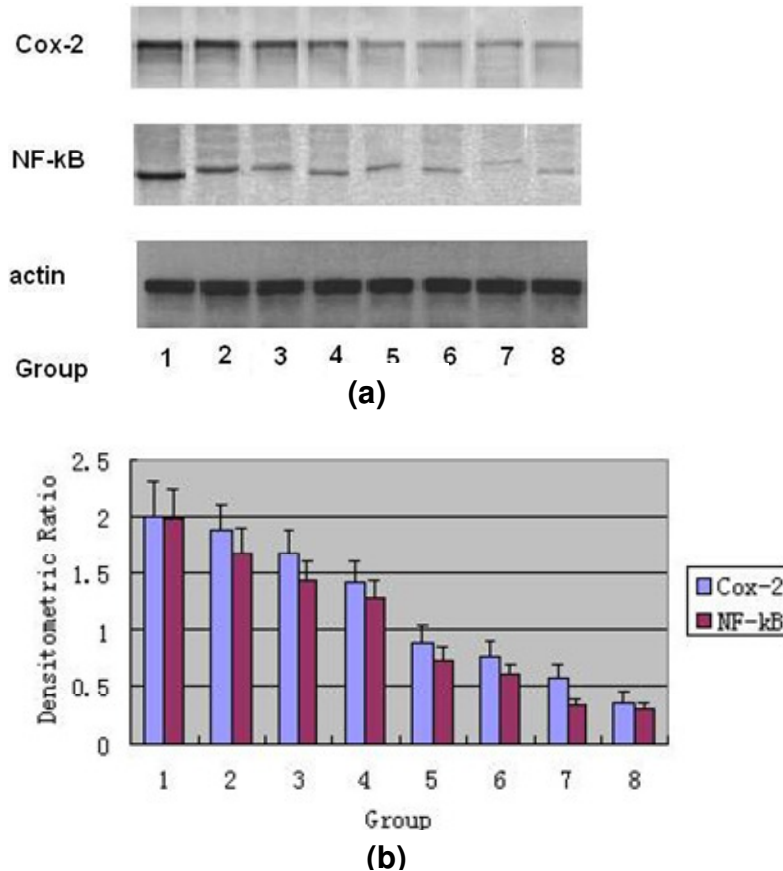 Cox-2
NF-kB
actin
Group 1 2 3 4 5 6 7 8
(a)
2.5
2
1.5
1
0.5
0
Densitometric Ratio
1 2 3 4 5 6 7 8
Group
Cox-2
NF-kB
(b)